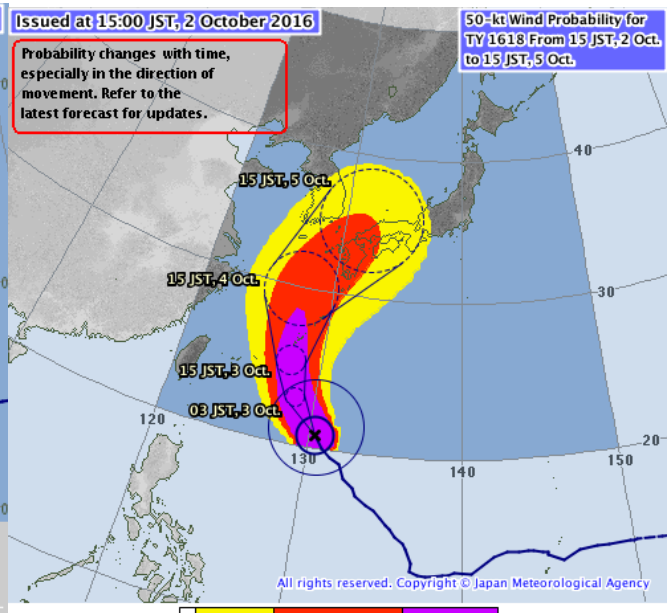 Issued at 15:00 JST, 2 October 2016
50-kt Wind Probability for
TY 1618 From 15 JST, 2 Oct.
to 15 JST, 5 Oct.
Probability changes with time,
especially in the direction of
movement. Refer to the
latest forecast for updates.
40
15 JST, 5 Oct.
15 JST, 4 Oct.
30
15 JST, 3 Oct.
03 JST, 3 Oct.
120
20
130
140
150
All rights reserved. Copyright © Japan Meteorological Agency